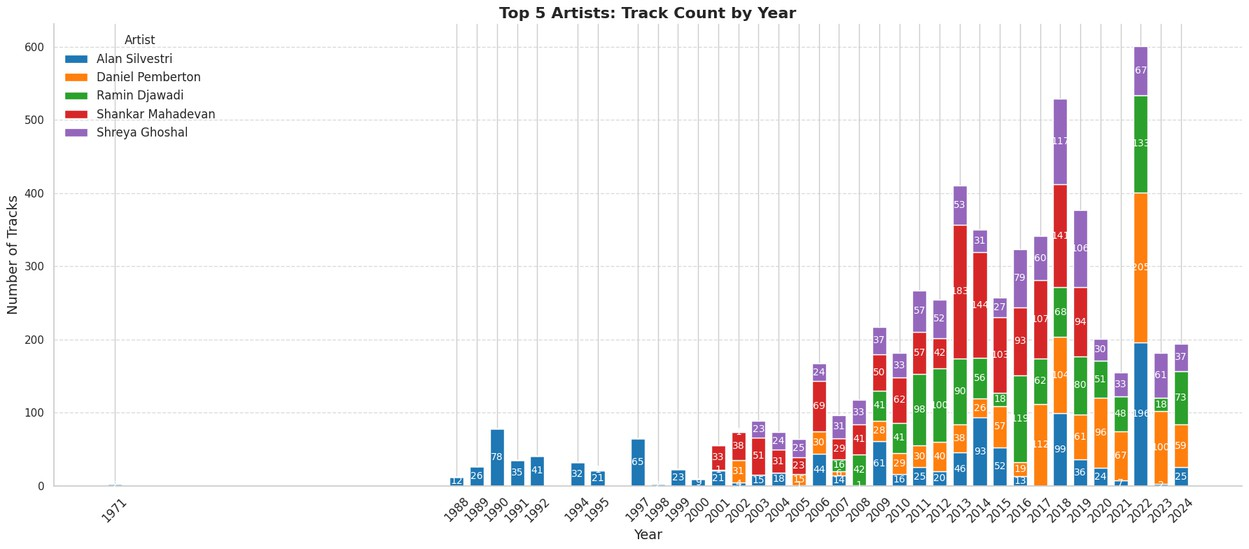 Top 5 Artists: Track Count by Year
Number of Tracks
600
500
400
300
200
100
0
Artist
Alan Silvestri
Daniel Pemberton
Ramin Djawadi
Shankar Mahadevan
Shreya Ghoshal
12
26
78
35
41
32
21
65
23
9
21 1 33
4 31 38 1
15 51 23
18 31 24
15 23 25
44 30 69 24
14 16 29 31
1 42 41 33
61 28 41 50 37
16 29 41 62 33
25 30 98 57 57
20 40 100 42 52
46 38 90 183 53
93 26 56 144 31
52 57 18 103 27
13 19 119 93 79
112 62 107 60
99 104 68 141 117
36 61 80 94 106
24 96 51 30
7 67 48 33
196 205 133 67
100 18 61
25 59 73 37
1971 1988 1989 1990 1991 1992 1994 1995 1997 1998 1999 2000 2001 2002 2003 2004 2005 2006 2007 2008 2009 2010 2011 2012 2013 2014 2015 2016 2017 2018 2019 2020 2021 2022 2023 2024
Year